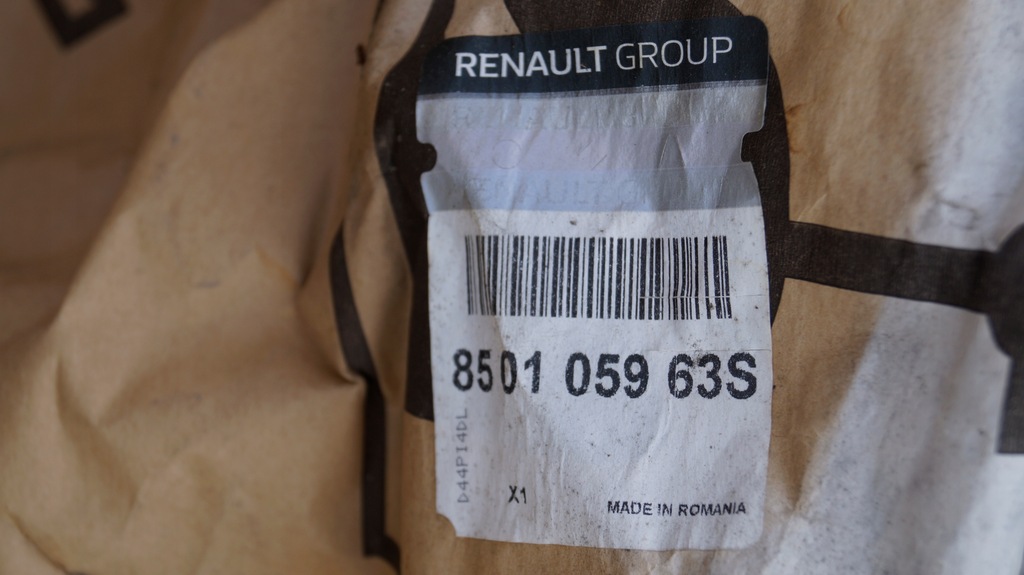 RENAULT GROUP
8501 059 63S
D44PI4DL
X1
MADE IN ROMANIA